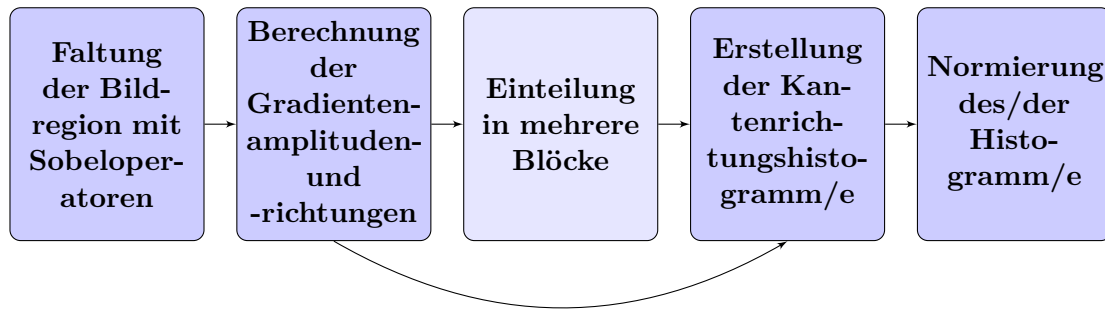 Faltung
der Bild-
region mit
Sobeloper-
atoren
Berechnung
der
Gradienten-
amplituden-
und
-richtungen
Einteilung
in mehrere
Blöcke
Erstellung
der Kan-
tenrich-
tungshisto-
gramm/e
Normierung
des/der
Histo-
gramm/e